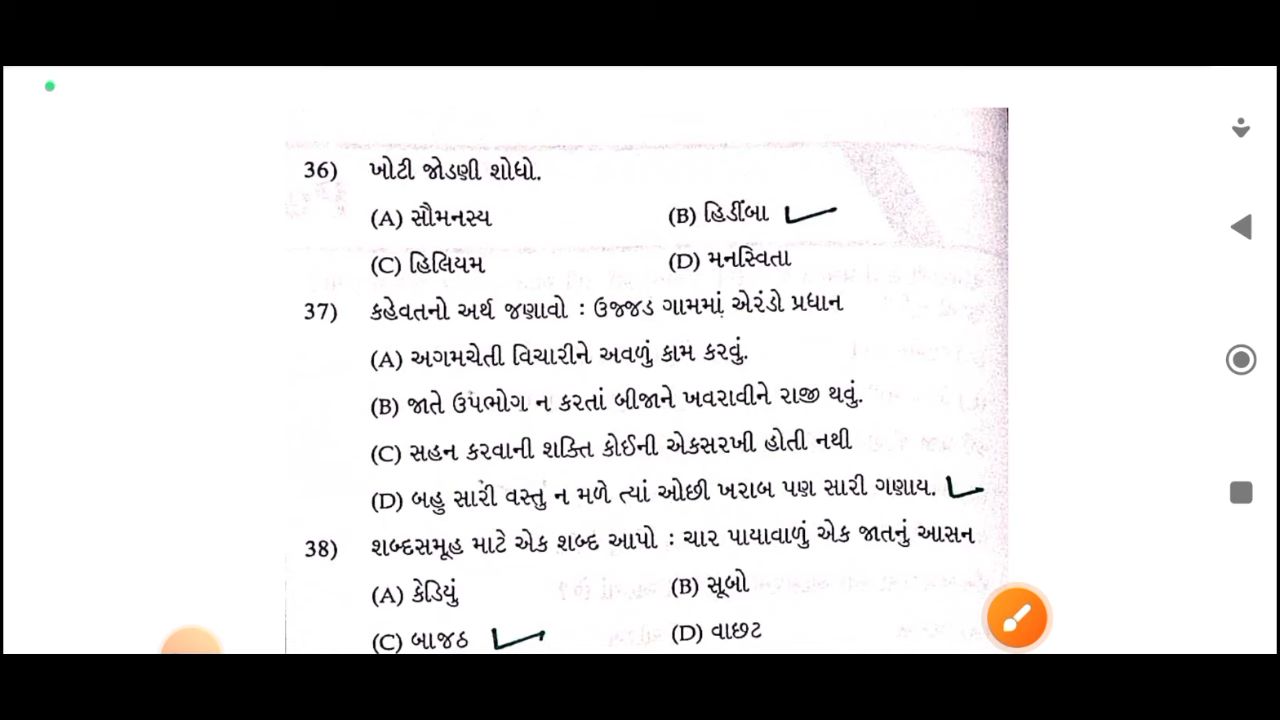 36) ખોટી જોડણી શોધો.
(A) સૌમનસ્ય (B) હિડીંબા
(C) હિલિયમ (D) મનસ્વિતા
37) કહેવતનો અર્થ જણાવો : ઉજ્જડ ગામમાં એરંડો પ્રધાન
(A) અગમચેતી વિચારીને અવળું કામ કરવું.
(B) જાતે ઉપભોગ ન કરતાં બીજાને ખવરાવીને રાજી થવું.
(C) સહન કરવાની શક્તિ કોઈની એકસરખી હોતી નથી
(D) બહુ સારી વસ્તુ ન મળે ત્યાં ઓછી ખરાબ પણ સારી ગણાય.
38) શબ્દસમૂહ માટે એક શબ્દ આપો : ચાર પાયાવાળું એક જાતનું આસન
(A) કેડિયું (B) સૂબો
(C) બાજઠ (D) વાછટ